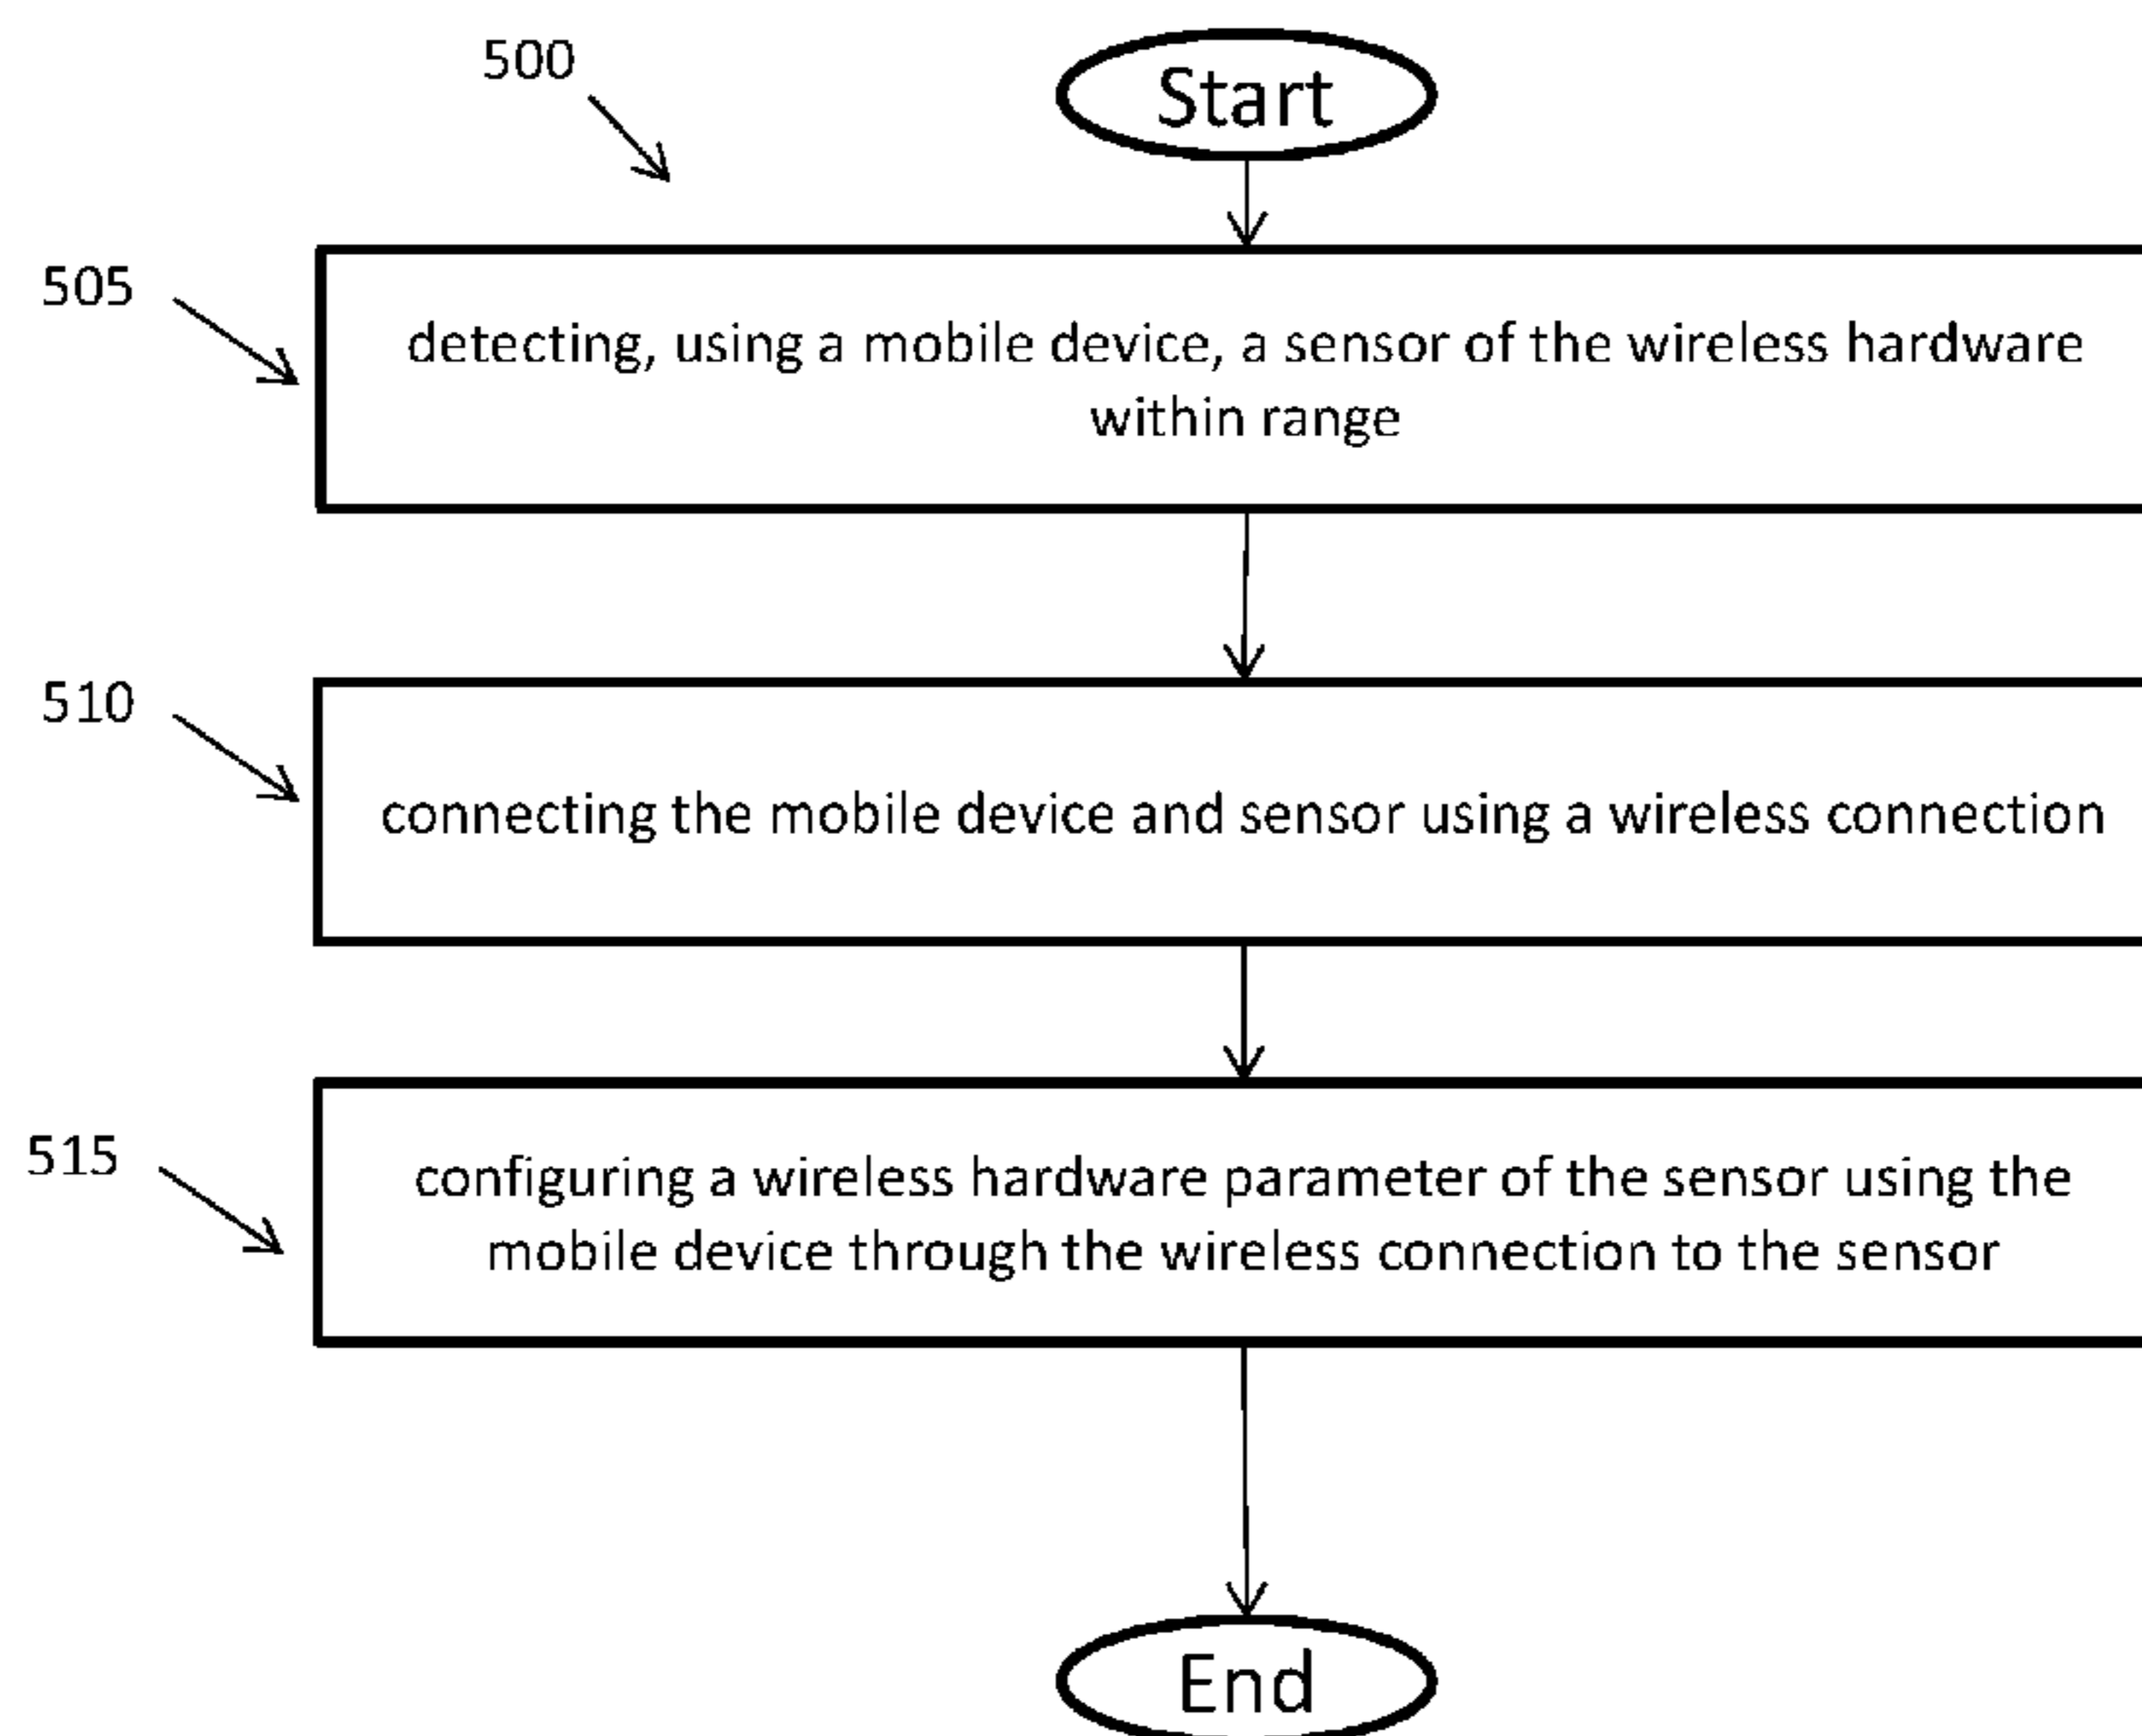 500
Start
505
detecting, using a mobile device, a sensor of the wireless hardware
within range
510
connecting the mobile device and sensor using a wireless connection
515
configuring a wireless hardware parameter of the sensor using the
mobile device through the wireless connection to the sensor
End